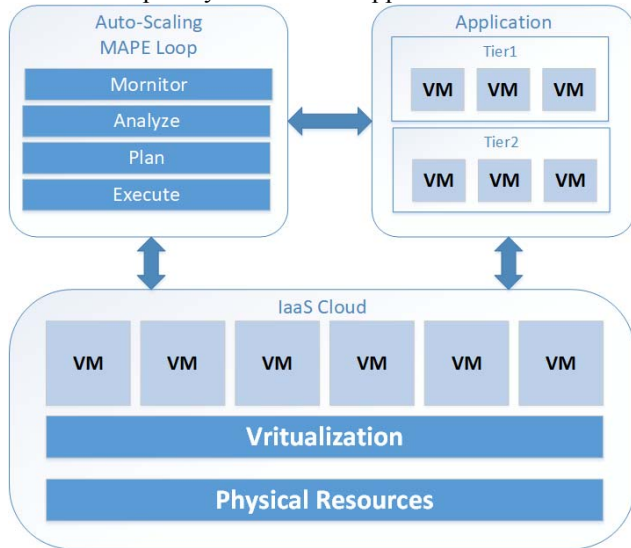 Auto-Scaling
MAPE Loop
Mornitor
Analyze
Plan
Execute
Application
Tier1
VM VM VM
Tier2
VM VM VM
IaaS Cloud
VM VM VM VM VM VM
Vritualization
Physical Resources